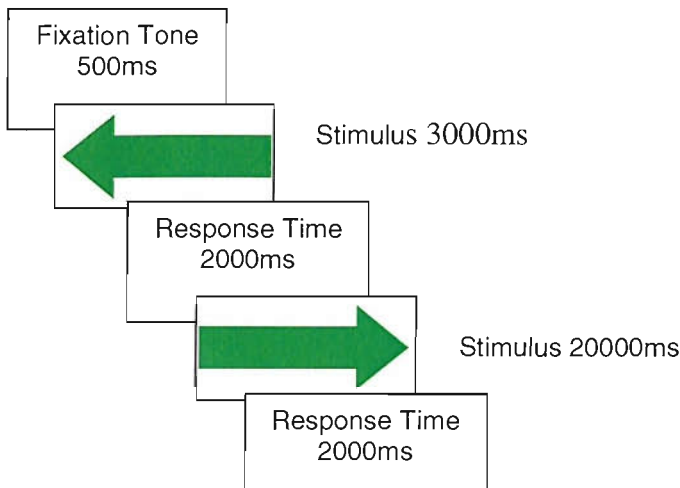 Fixation Tone
500ms
Stimulus 3000ms
Response Time
2000ms
Stimulus 20000ms
Response Time
2000ms